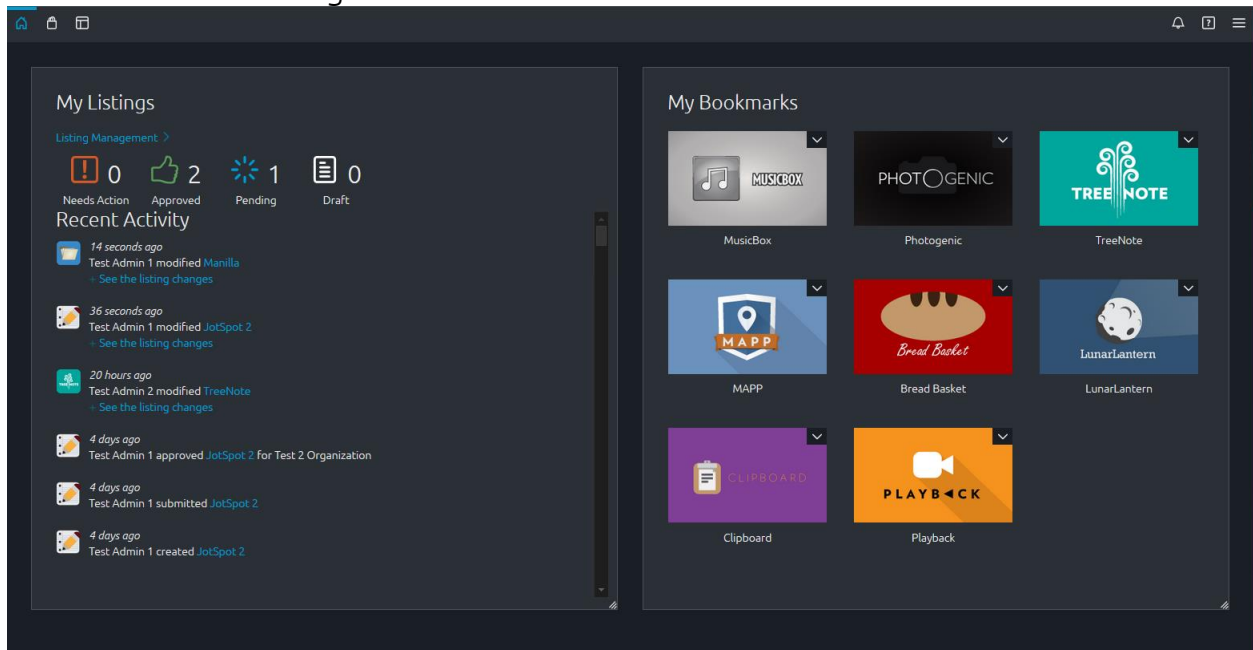 My Listings
Listing Management >
0 2 1 0
Needs Action Approved Pending Draft
Recent Activity
14 seconds ago
Test Admin 1 modified Manilla
+ See the listing changes
36 seconds ago
Test Admin 1 modified JotSpot 2
+ See the listing changes
20 hours ago
Test Admin 2 modified TreeNote
+ See the listing changes
4 days ago
Test Admin 1 approved JotSpot 2 for Test 2 Organization
4 days ago
Test Admin 1 submitted JotSpot 2
4 days ago
Test Admin 1 created JotSpot 2
My Bookmarks
MUSICBOX PHOTOGENIC TREE NOTE
MusicBox Photogenic TreeNote
MAPP Bread Basket LunarLantern
MAPP Bread Basket LunarLantern
CLIPBOARD PLAYBACK
Clipboard Playback